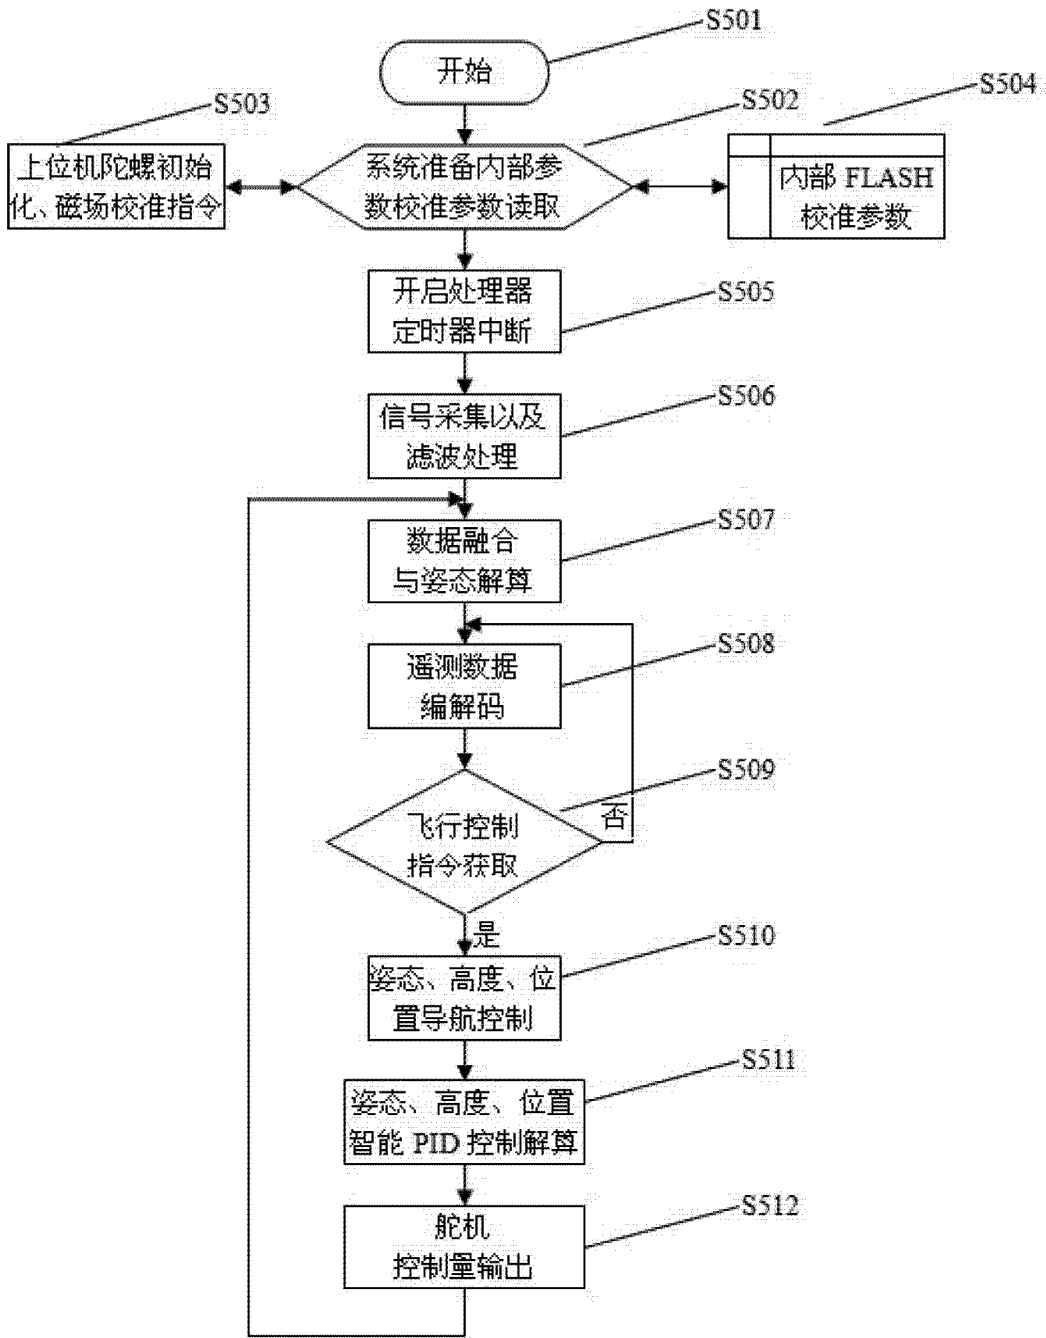 S501
开始
S502
S503
S504
上位机陀螺初始
化、磁场校准指令
系统准备内部参
数校准参数读取
内部 FLASH
校准参数
S505
开启处理器
定时器中断
S506
信号采集以及
滤波处理
S507
数据融合
与姿态解算
S508
遥测数据
编解码
S509
飞行控制
指令获取
否
是
S510
姿态、高度、位
置导航控制
S511
姿态、高度、位置
智能 PID 控制解算
S512
舵机
控制量输出